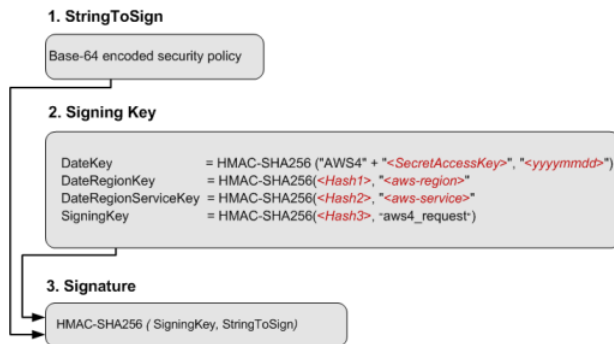 1. StringToSign
Base-64 encoded security policy
2. Signing Key
DateKey = HMAC-SHA256 ("AWS4" + "<SecretAccessKey>", "<yyyymmdd>")
DateRegionKey = HMAC-SHA256(<Hash1>, "<aws-region>"
DateRegionServiceKey = HMAC-SHA256(<Hash2>, "<aws-service>"
SigningKey = HMAC-SHA256(<Hash3>, "aws4_request")
3. Signature
HMAC-SHA256 ( SigningKey, StringToSign)